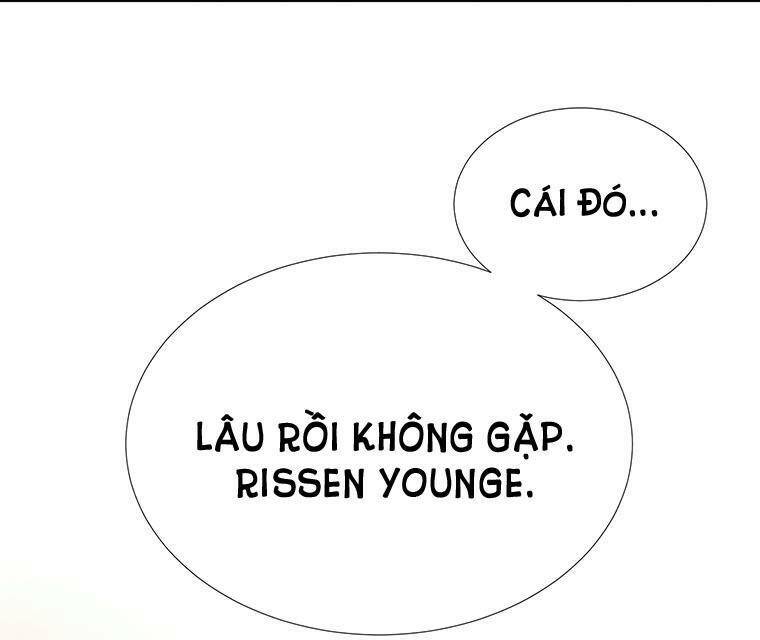 CÁI ĐÓ...
LÂU RỒI KHÔNG GẶP.
RISSEN YOUNGE.